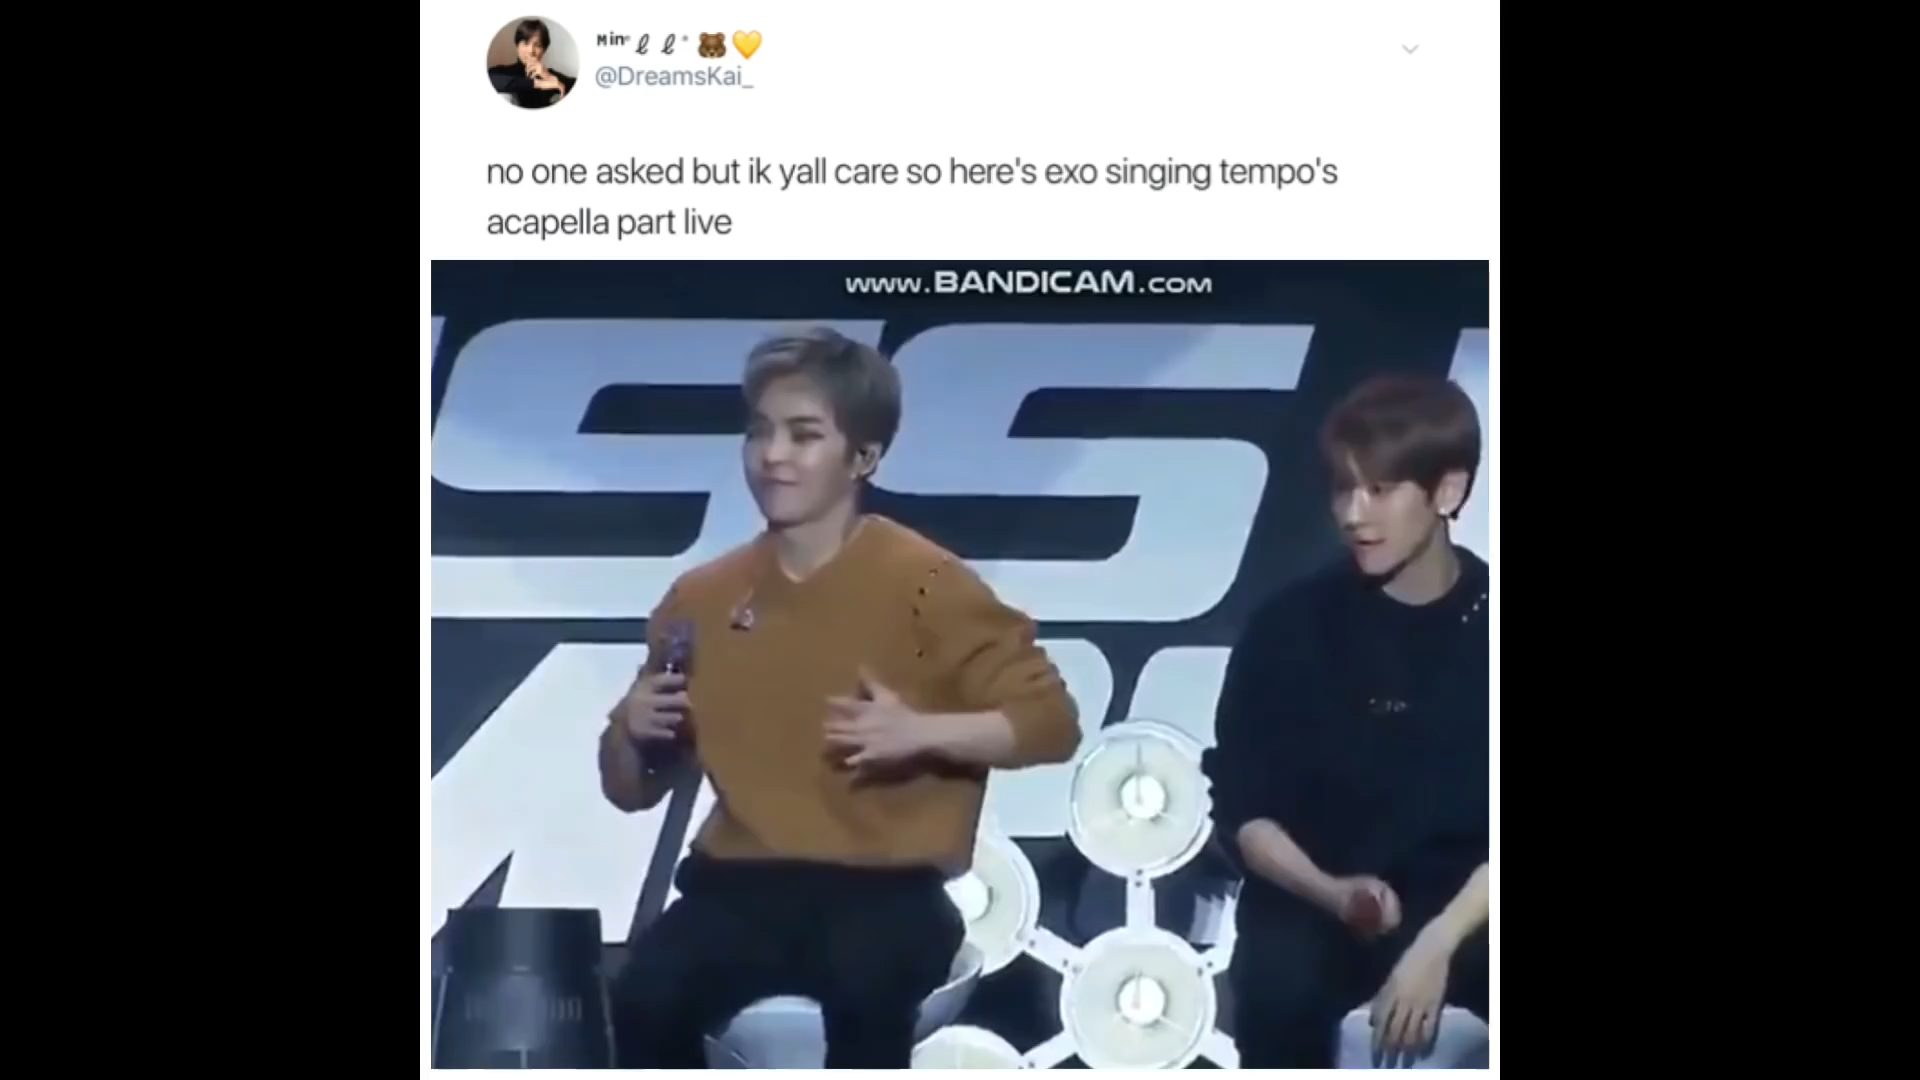 Min ℓ ℓ ° 🐻💛
@DreamsKai_
no one asked but ik yall care so here's exo singing tempo's
acapella part live
www.BANDICAM.COM